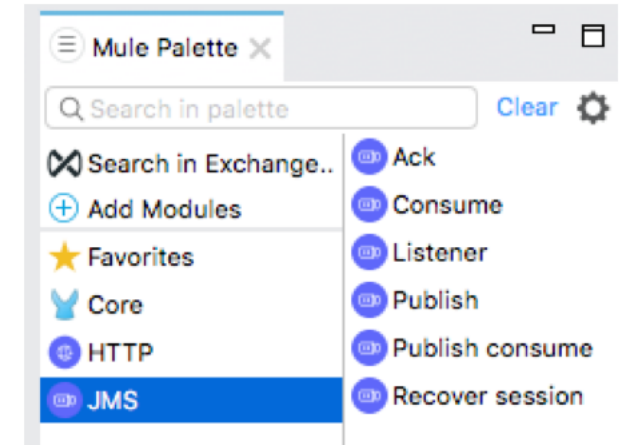 Mule Palette
Search in palette
Clear
Search in Exchange..
Add Modules
Favorites
Core
HTTP
JMS
Ack
Consume
Listener
Publish
Publish consume
Recover session